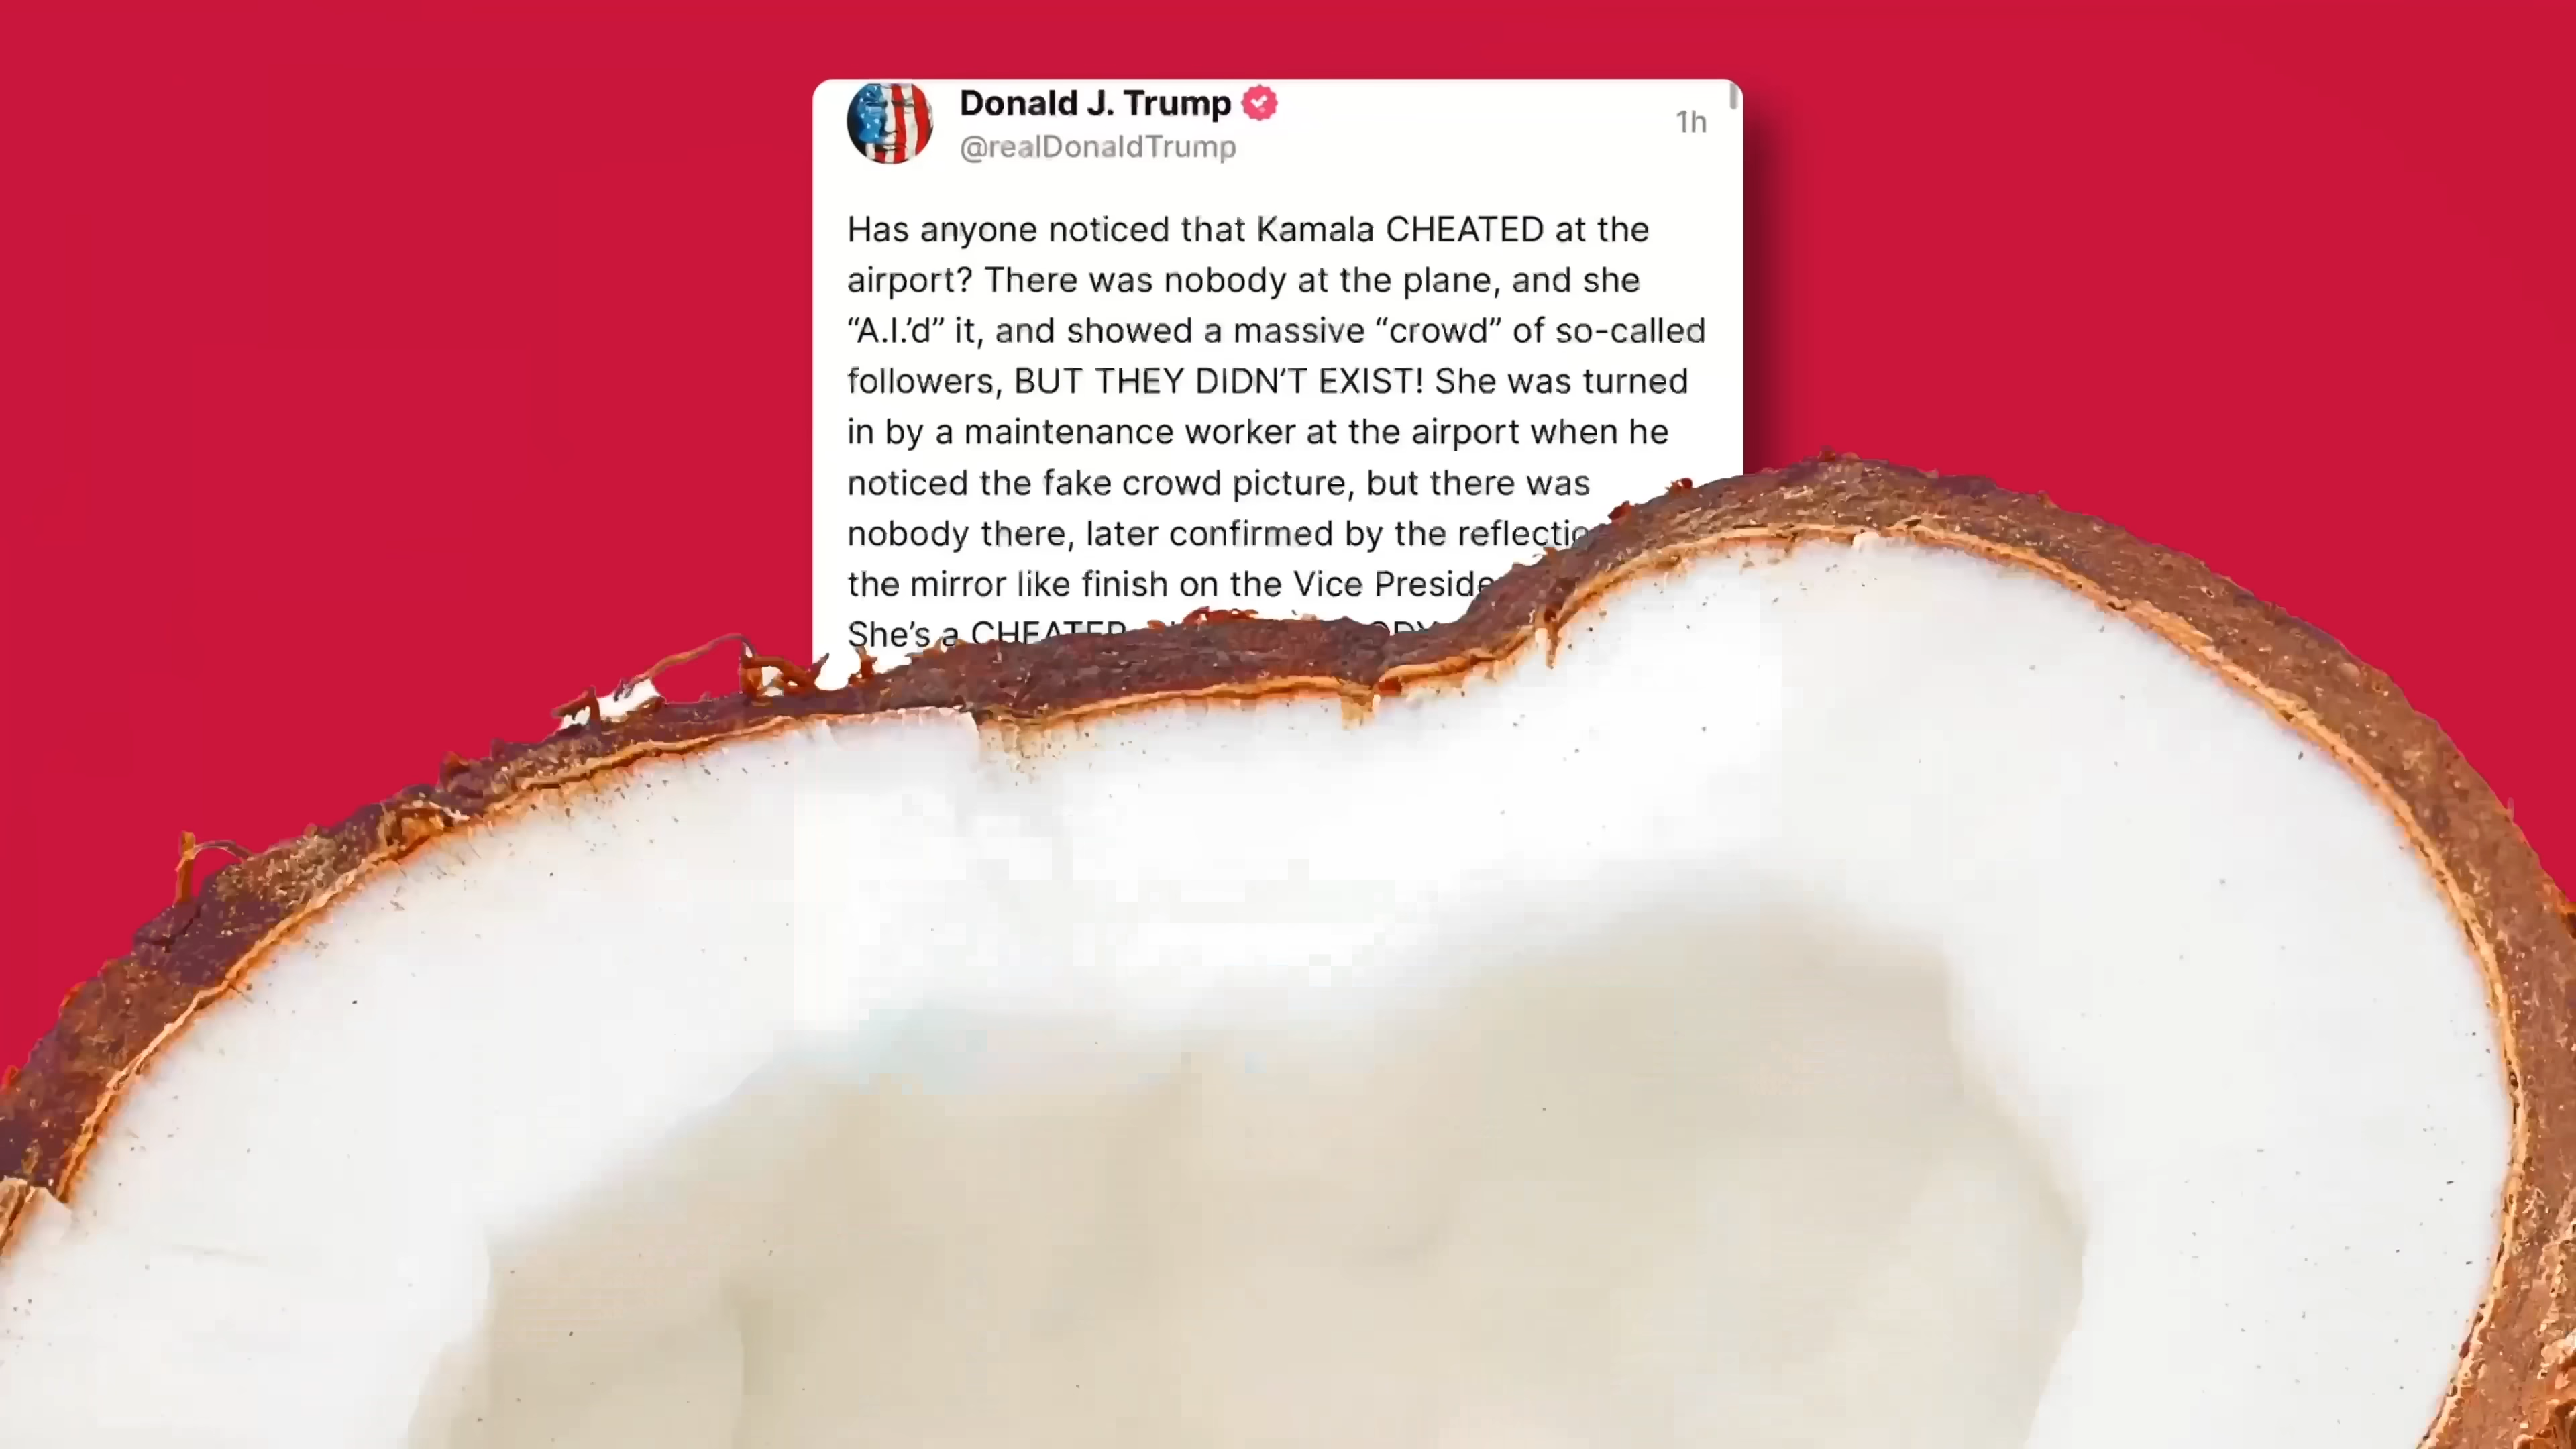 Donald J. Trump
@realDonaldTrump
1h
Has anyone noticed that Kamala CHEATED at the
airport? There was nobody at the plane, and she
“A.I.’d” it, and showed a massive “crowd” of so-called
followers, BUT THEY DIDN’T EXIST! She was turned
in by a maintenance worker at the airport when he
noticed the fake crowd picture, but there was
nobody there, later confirmed by the
the mirror like finish on the Vice
She’s a CHEATER